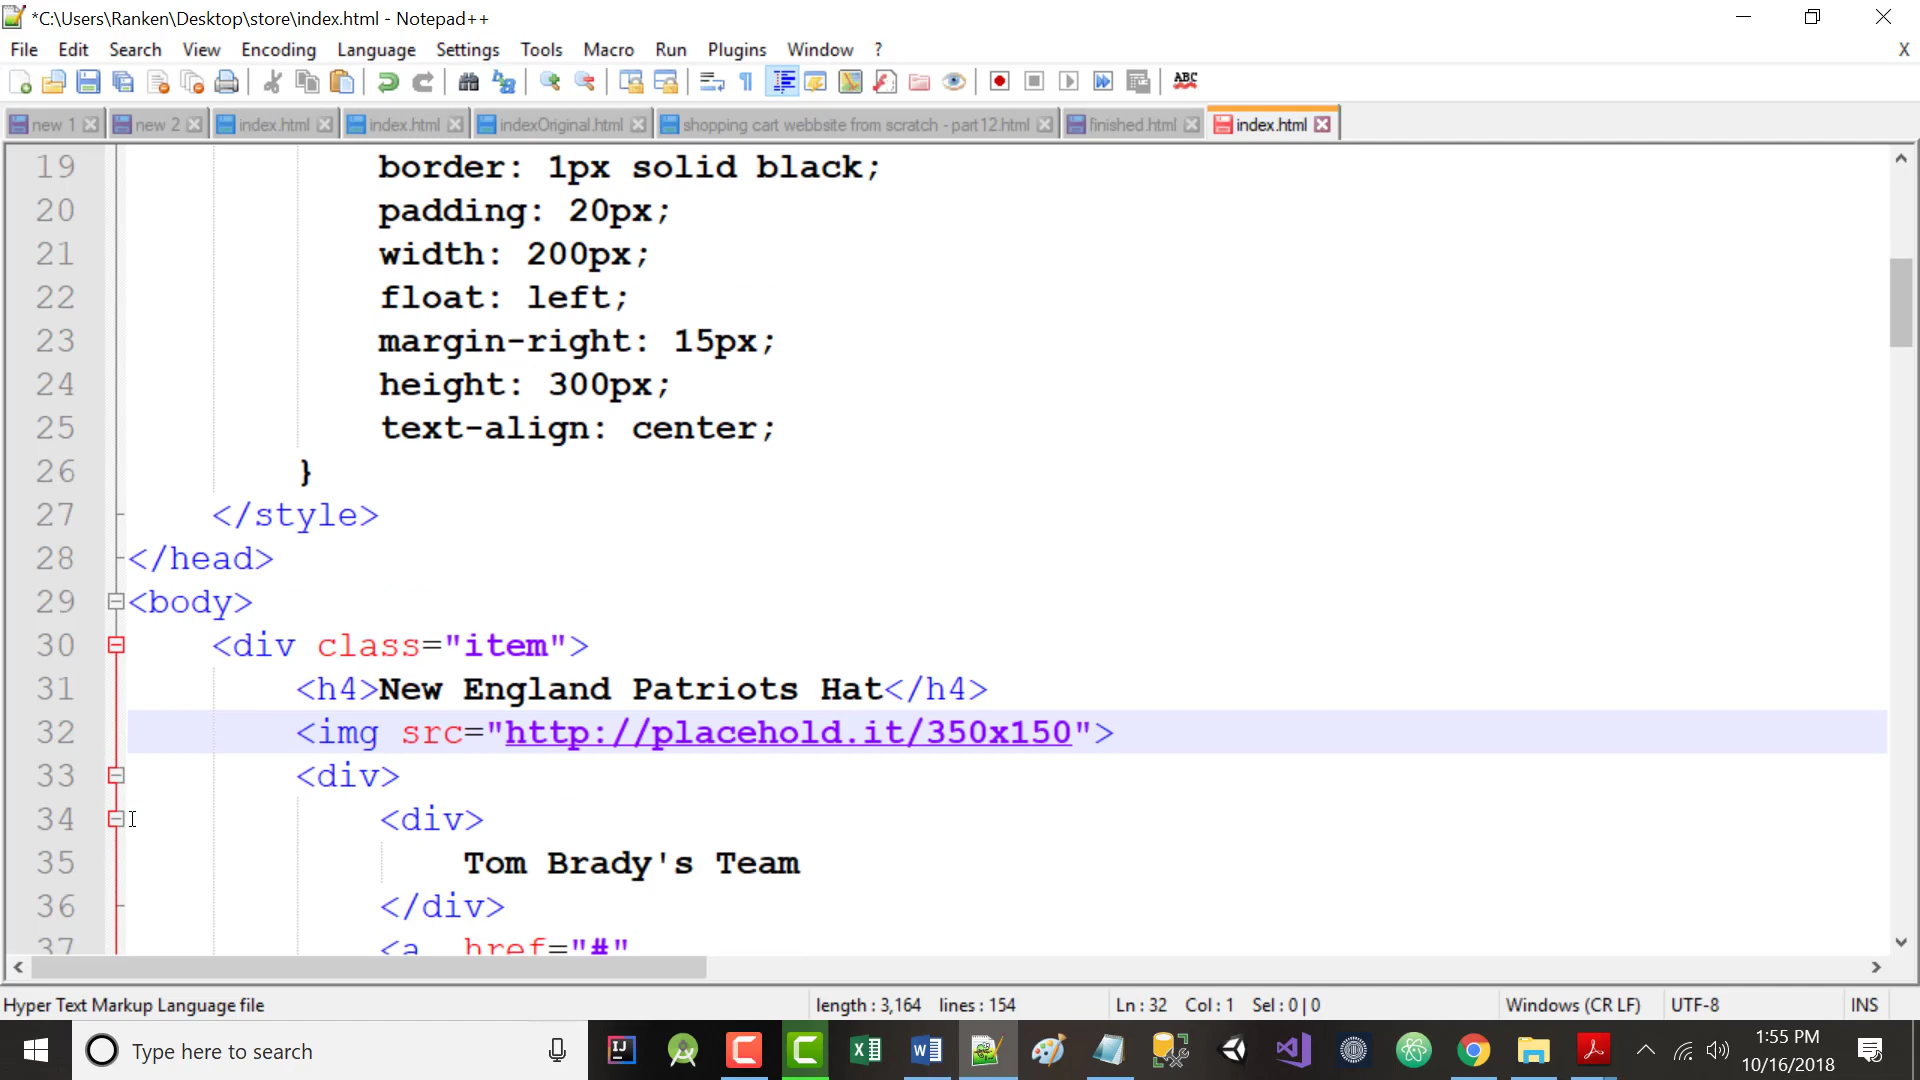 *C:\Users\Ranken\Desktop\store\index.html - Notepad++
File Edit Search View Encoding Language Settings Tools Macro Run Plugins Window ? X
ABC
new 1 new 2 index.html index.html indexOriginal.html shopping cart webbsite from scratch - part12.html finished.html index.html
19 border: 1px solid black;
20 padding: 20px;
21 width: 200px;
22 float: left;
23 margin-right: 15px;
24 height: 300px;
25 text-align: center;
26 }
27 </style>
28 </head>
29 <body>
30 <div class="item">
31 <h4>New England Patriots Hat</h4>
32 <img src="http://placehold.it/350x150">
33 <div>
34 <div>
35 Tom Brady's Team
36 </div>
37 <a href="#"
Hyper Text Markup Language file length : 3,164 lines : 154 Ln : 32 Col : 1 Sel : 0 | 0 Windows (CR LF) UTF-8 INS
Type here to search
1:55 PM
10/16/2018